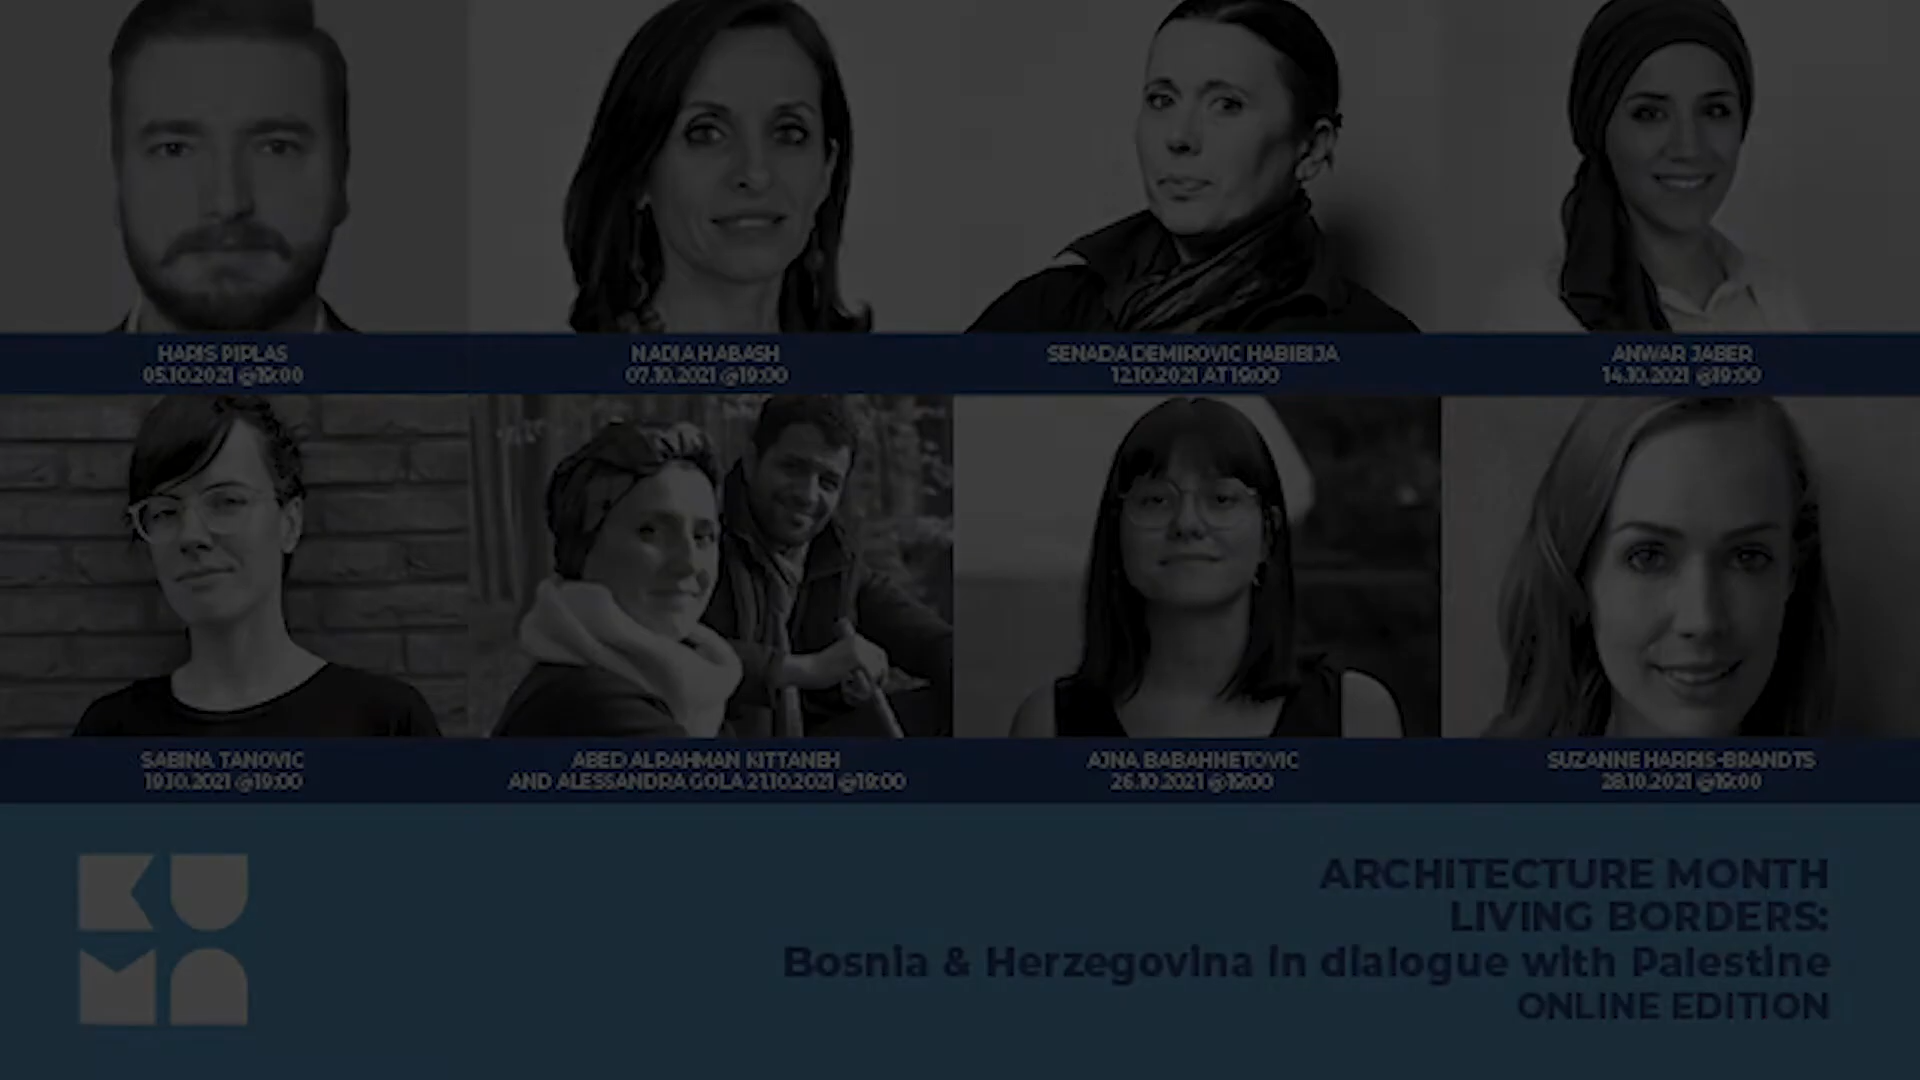 HARIS PIPLAS
05.10.2021 @19:00
NADIA HABASH
07.10.2021 @19:00
SENADA DEMIROVIC HABIBIJA
12.10.2021 AT 19:00
ANWAR JABER
14.10.2021 @19:00
SABINA TANOVIC
19.10.2021 @19:00
ABED ALRAHMAN KITTANEH
AND ALESSANDRA GOLA 21.10.2021 @19:00
AJNA BABAHMETOVIC
26.10.2021 @19:00
SUZANNE HARRIS-BRANDTS
28.10.2021 @19:00
KU
MA
ARCHITECTURE MONTH
LIVING BORDERS:
Bosnia & Herzegovina in dialogue with Palestine
ONLINE EDITION